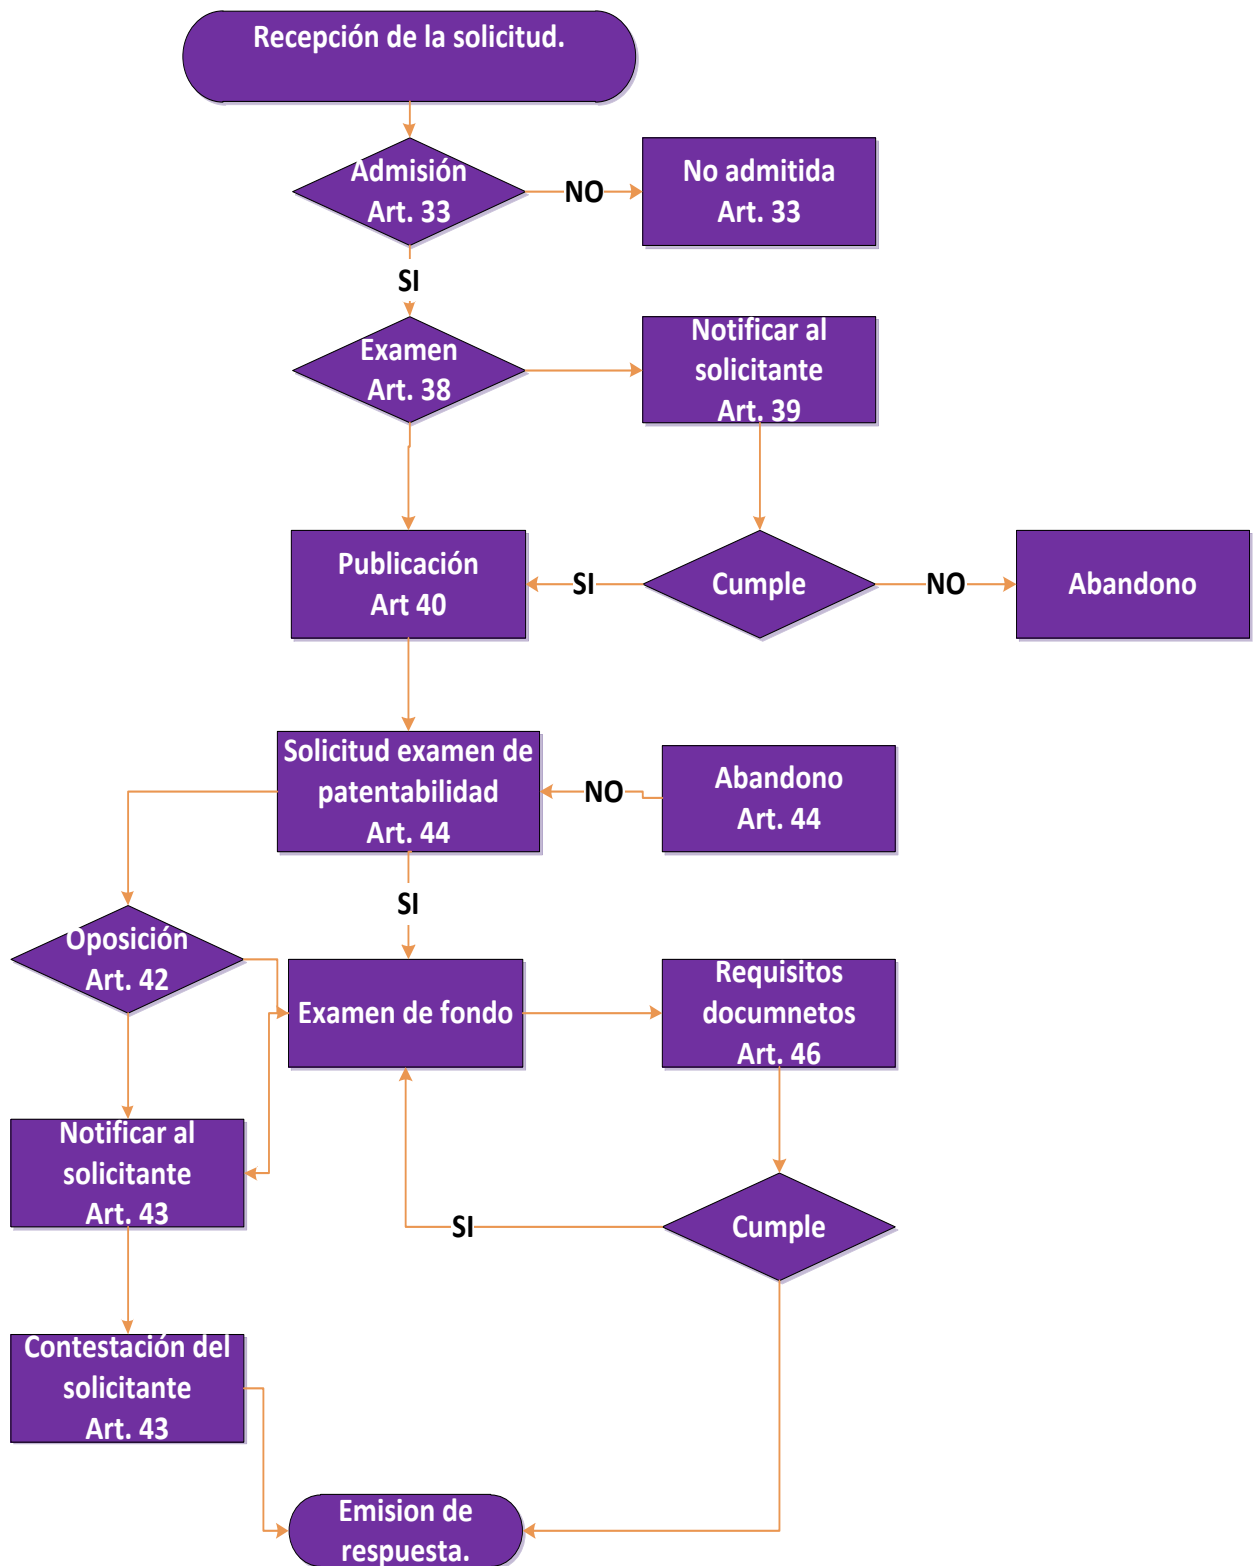 Recepción de la solicitud.
Admisión
Art. 33
NO
No admitida
Art. 33
SI
Examen
Art. 38
Notificar al
solicitante
Art. 39
Publicación
Art 40
SI
Cumple
NO
Abandono
Solicitud examen de
patentabilidad
Art. 44
NO
Abandono
Art. 44
SI
Oposición
Art. 42
Examen de fondo
Requisitos
documnetos
Art. 46
Notificar al
solicitante
Art. 43
SI
Cumple
Contestación del
solicitante
Art. 43
Emision de
respuesta.